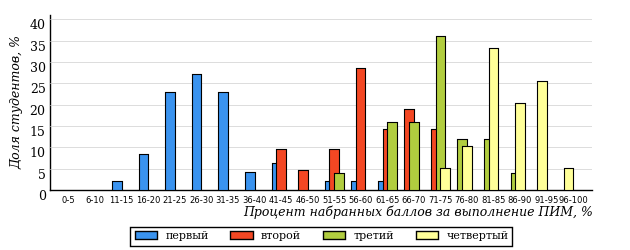 Доля студентов, %
40
35
30
25
20
15
10
5
0
0-5 6-10 11-15 16-20 21-25 26-30 31-35 36-40 41-45 46-50 51-55 56-60 61-65 66-70 71-75 76-80 81-85 86-90 91-95 96-100
Процент набранных баллов за выполнение ПИМ, %
первый второй третий четвертый